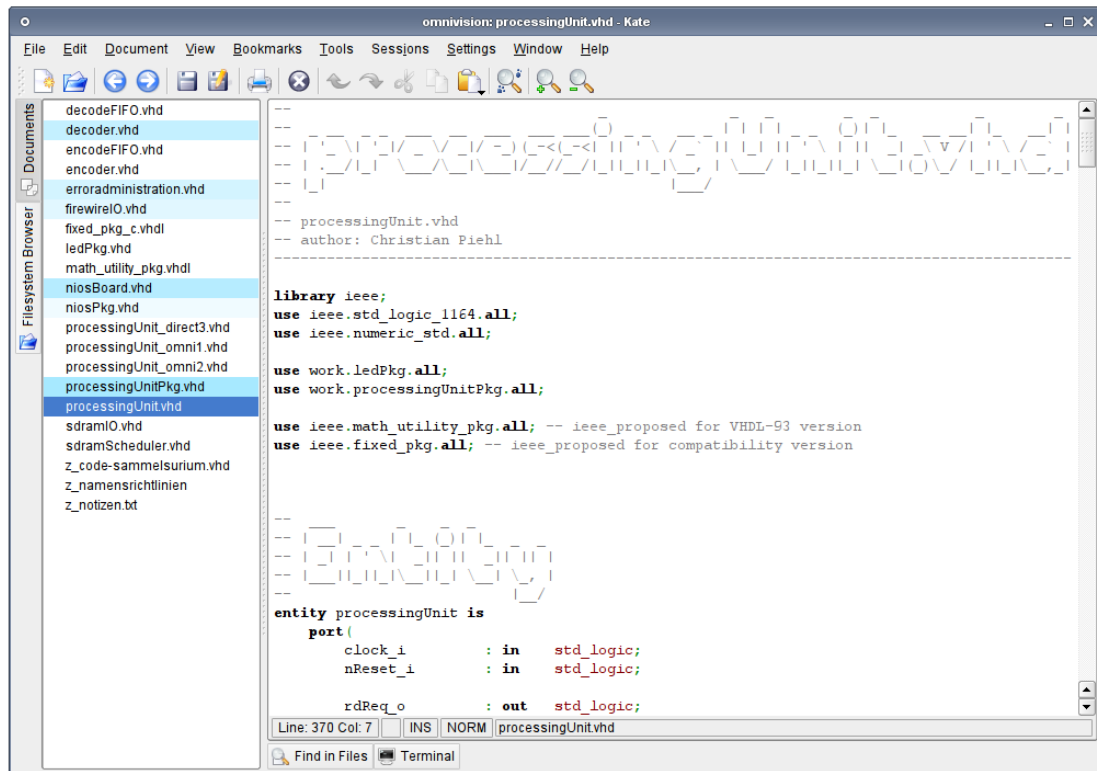 omnivision: processingUnit.vhd - Kate
File Edit Document View Bookmarks Tools Sessions Settings Window Help
Documents
Filesystem Browser
decodeFIFO.vhd
decoder.vhd
encodeFIFO.vhd
encoder.vhd
erroradministration.vhd
firewireIO.vhd
fixed_pkg_c.vhdl
ledPkg.vhd
math_utility_pkg.vhdl
niosBoard.vhd
niosPkg.vhd
processingUnit_direct3.vhd
processingUnit_omni1.vhd
processingUnit_omni2.vhd
processingUnitPkg.vhd
processingUnit.vhd
sdramIO.vhd
sdramScheduler.vhd
z_code-sammelsurium.vhd
z_namensrichtlinien
z_notizen.txt
--
-- processingUnit.vhd
--
-- processingUnit.vhd
-- author: Christian Piehl
--------------------------------------------------------------------------------------------
library ieee;
use ieee.std_logic_1164.all;
use ieee.numeric_std.all;
use work.ledPkg.all;
use work.processingUnitPkg.all;
use ieee.math_utility_pkg.all; -- ieee_proposed for VHDL-93 version
use ieee.fixed_pkg.all; -- ieee_proposed for compatibility version
--
-- Entity
--
entity processingUnit is
port(
clock_i : in std_logic;
nReset_i : in std_logic;
rdReq_o : out std_logic;
Line: 370 Col: 7 INS NORM processingUnit.vhd
Find in Files Terminal